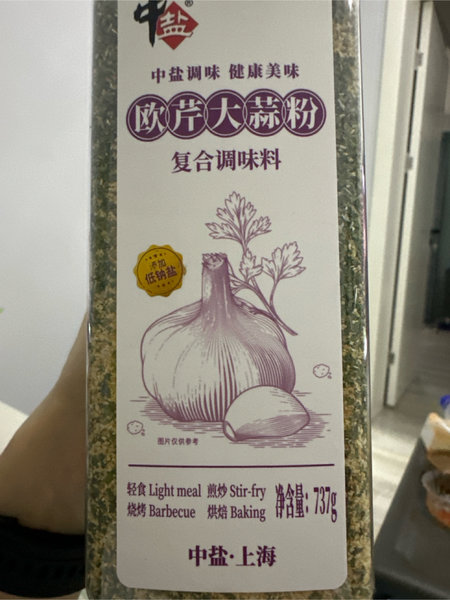 中盐®
中盐调味 健康美味
欧芹大蒜粉
复合调味料
添加
低钠盐
图片仅供参考
轻食 Light meal 煎炒 Stir-fry
烧烤 Barbecue 烘焙 Baking
净含量：737g
中盐·上海